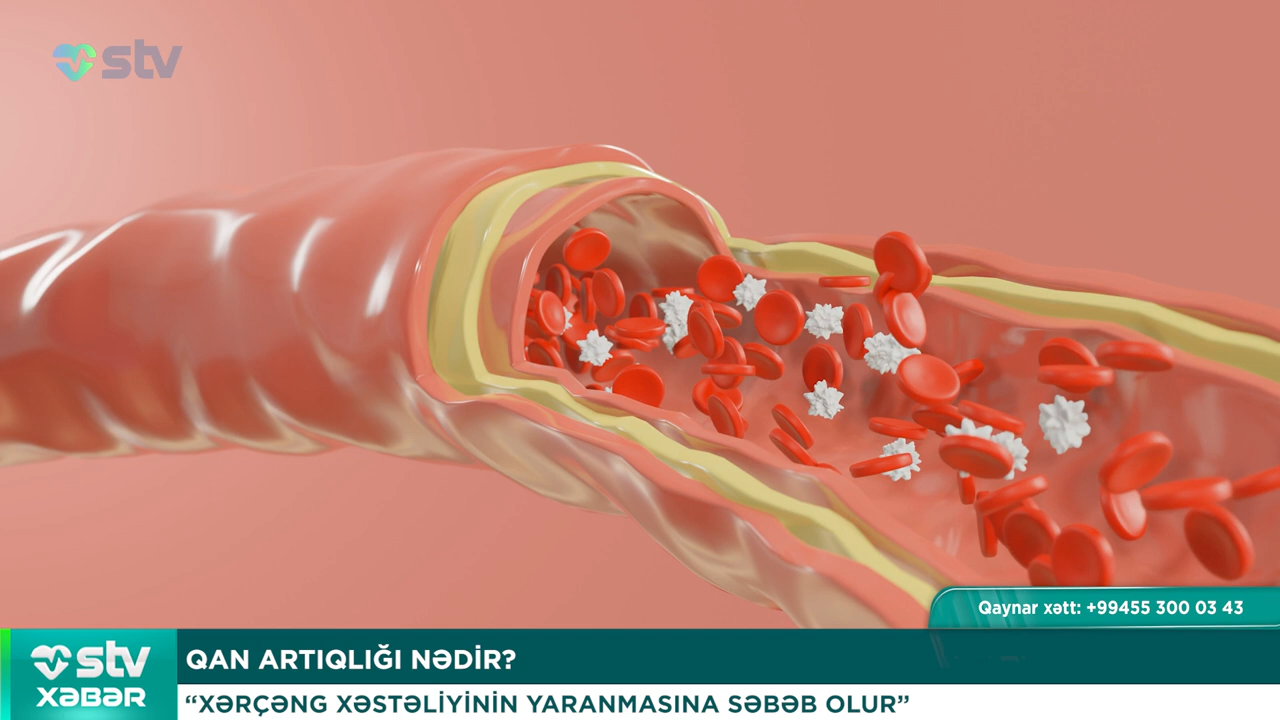 stv
Qaynar xətt: +99455 300 03 43
stv
XƏBƏR
QAN ARTIQLIĞI NƏDİR?
“XƏRÇƏNG XƏSTƏLİYİNİN YARANMASINA SƏBƏB OLUR”